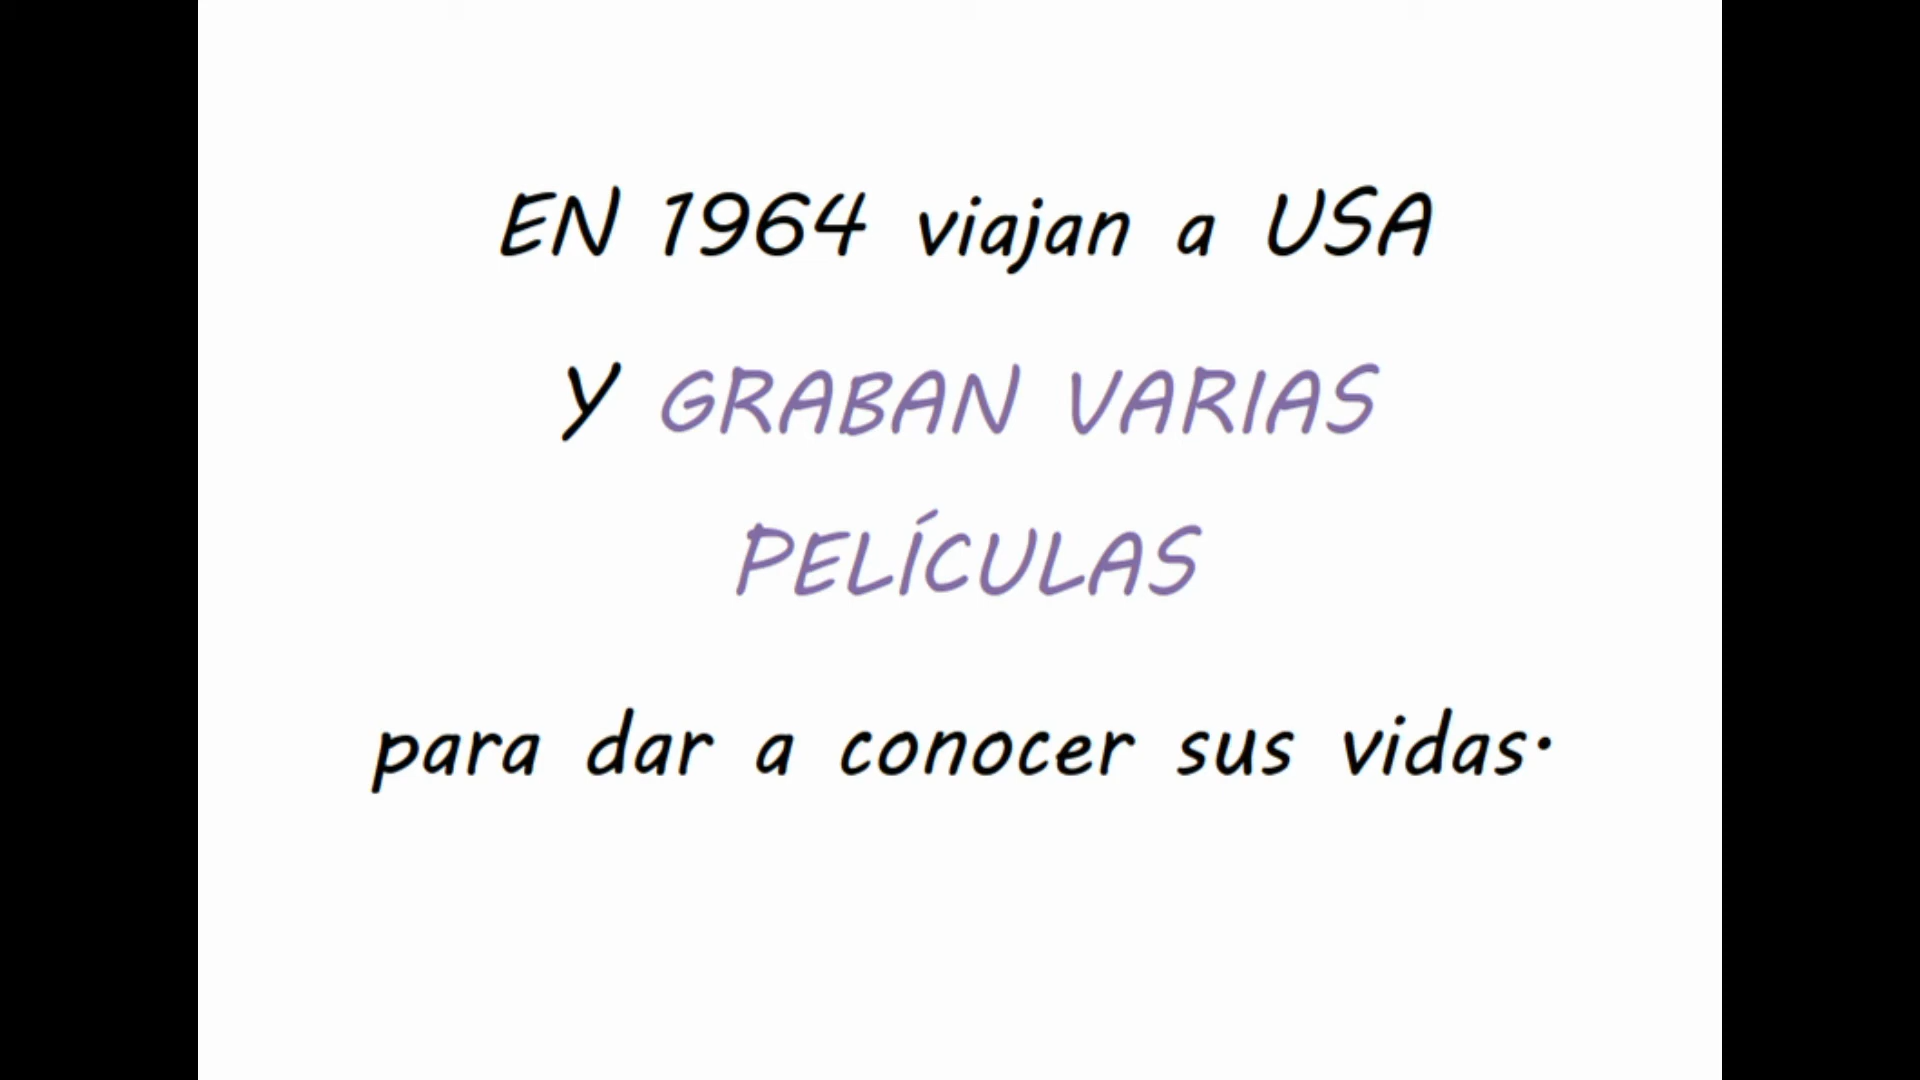 EN 1964 viajan a USA
Y GRABAN VARIAS
PELÍCULAS
para dar a conocer sus vidas.